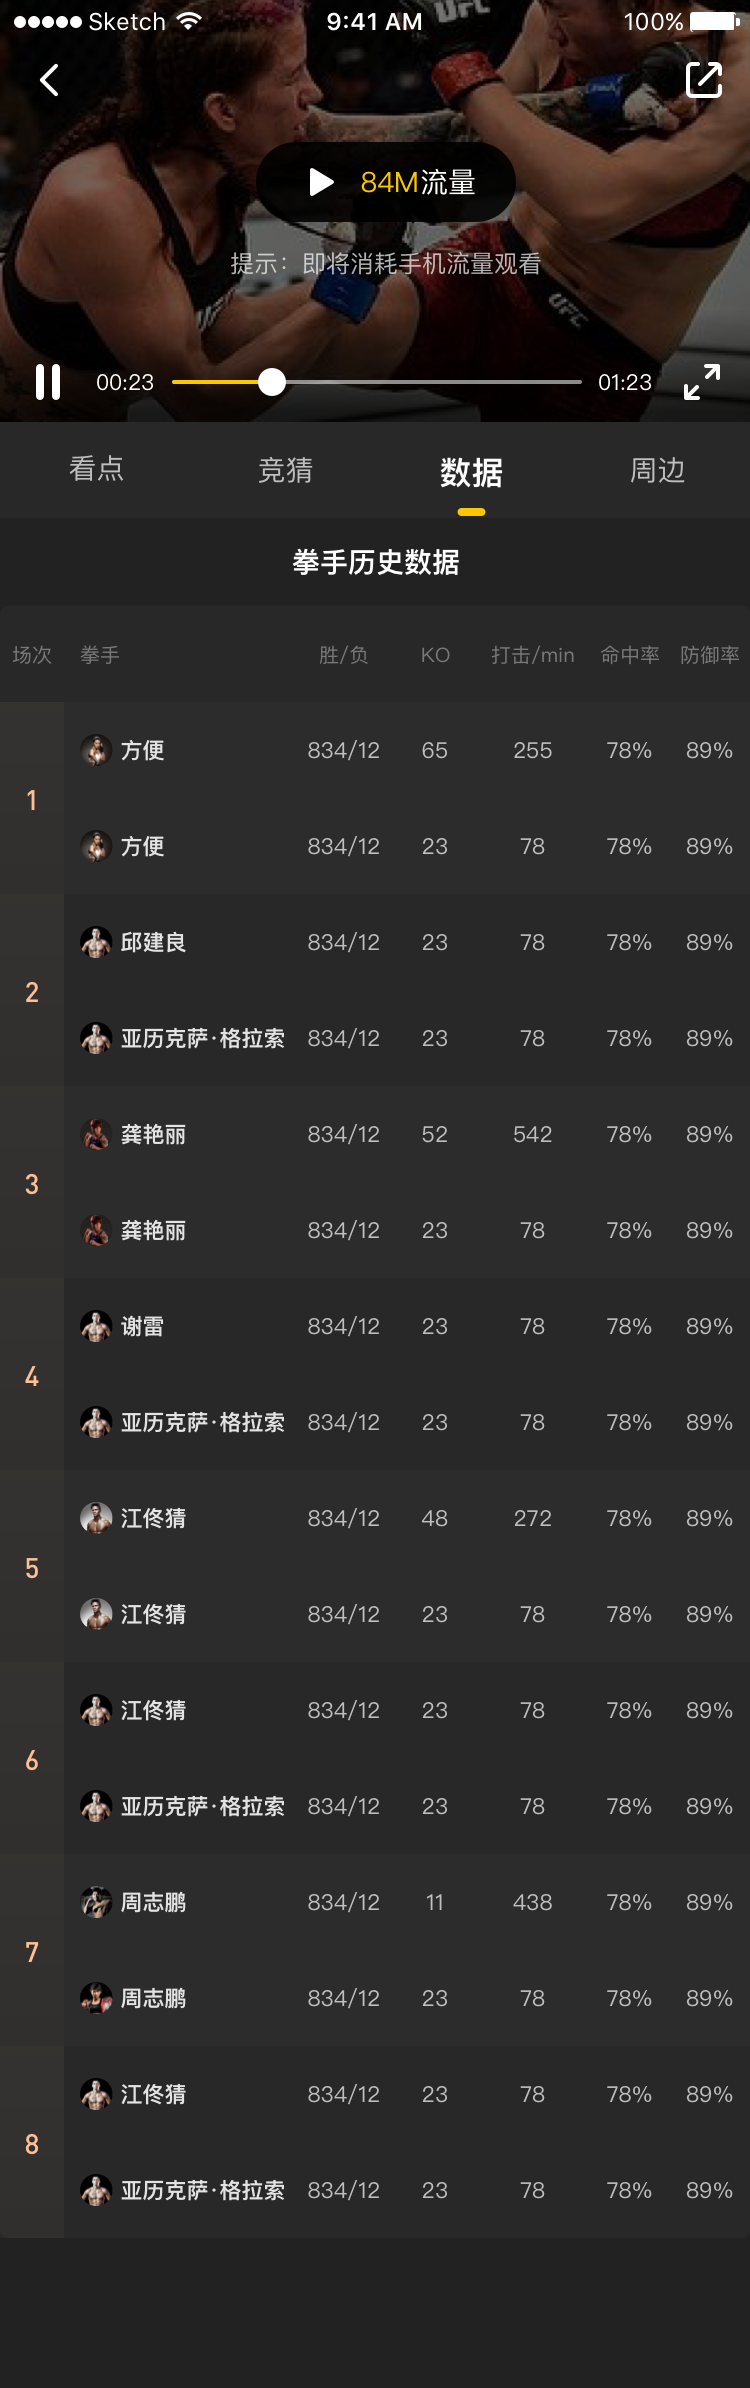 Sketch 9:41 AM 100%
UFC
84M流量
提示：即将消耗手机流量观看
UFC
00:23 01:23
看点 竞猜 数据 周边
拳手历史数据
场次 拳手 胜/负 KO 打击/min 命中率 防御率
1
方便 834/12 65 255 78% 89%
方便 834/12 23 78 78% 89%
2
邱建良 834/12 23 78 78% 89%
亚历克萨·格拉索 834/12 23 78 78% 89%
3
龚艳丽 834/12 52 542 78% 89%
龚艳丽 834/12 23 78 78% 89%
4
谢雷 834/12 23 78 78% 89%
亚历克萨·格拉索 834/12 23 78 78% 89%
5
江佟猜 834/12 48 272 78% 89%
江佟猜 834/12 23 78 78% 89%
6
江佟猜 834/12 23 78 78% 89%
亚历克萨·格拉索 834/12 23 78 78% 89%
7
周志鹏 834/12 11 438 78% 89%
周志鹏 834/12 23 78 78% 89%
8
江佟猜 834/12 23 78 78% 89%
亚历克萨·格拉索 834/12 23 78 78% 89%